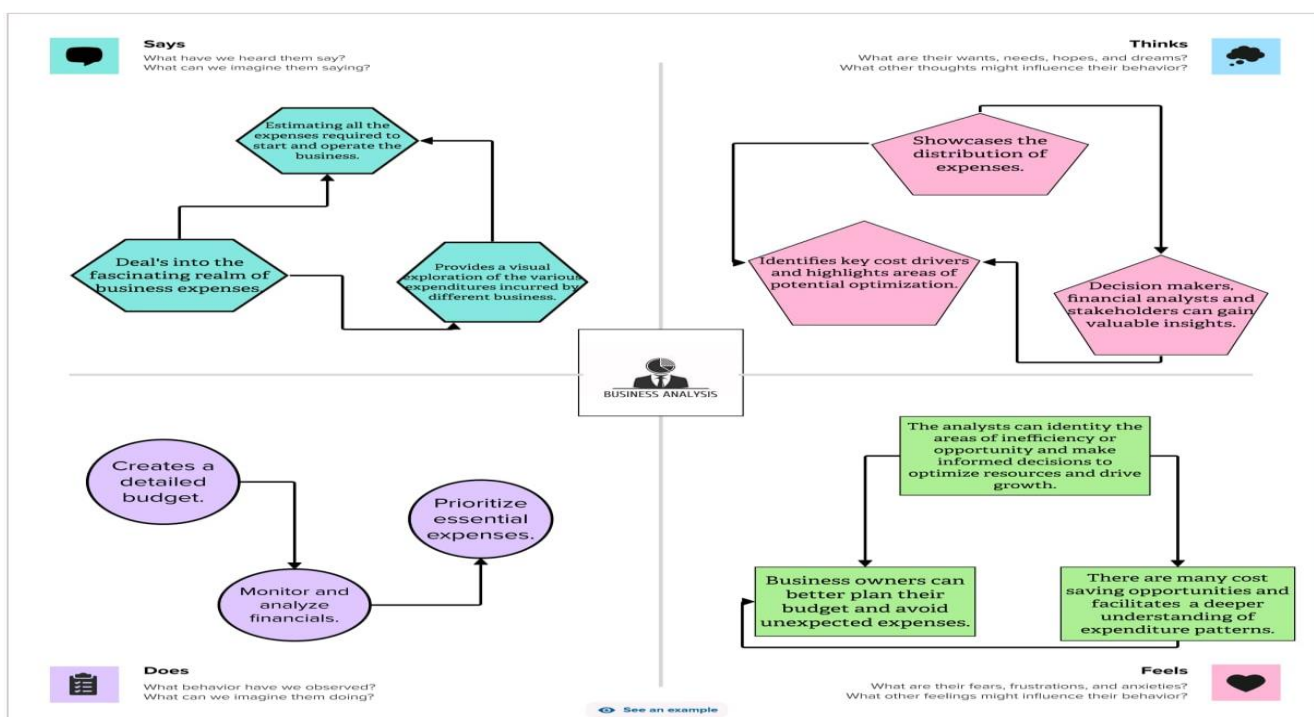 Says
What have we heard them say?
What can we imagine them saying?
Estimating all the
expenses required to
start and operate the
business.
Deal's into the
fascinating realm of
business expenses.
Provides a visual
exploration of the various
expenditures incurred by
different business.
Thinks
What are their wants, needs, hopes, and dreams?
What other thoughts might influence their behavior?
Showcases the
distribution of
expenses.
Identifies key cost drivers
and highlights areas of
potential optimization.
Decision makers,
financial analysts and
stakeholders can gain
valuable insights.
BUSINESS ANALYSIS
Creates a
detailed
budget.
Prioritize
essential
expenses.
Monitor and
analyze
financials.
Does
What behavior have we observed?
What can we imagine them doing?
The analysts can identity the
areas of inefficiency or
opportunity and make
informed decisions to
optimize resources and drive
growth.
Business owners can
better plan their
budget and avoid
unexpected expenses.
There are many cost
saving opportunities and
facilitates a deeper
understanding of
expenditure patterns.
Feels
What are their fears, frustrations, and anxieties?
What other feelings might influence their behavior?
See an example